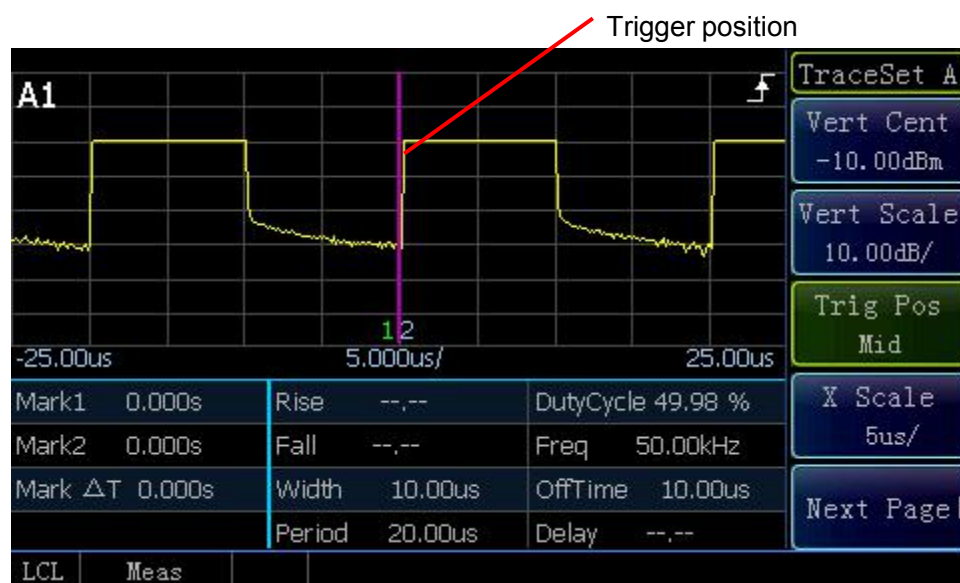 Trigger position
A1
TraceSet A
Vert Cent
-10.00dBm
Vert Scale
10.00dB/
Trig Pos
Mid
1 2
-25.00us 5.000us/ 25.00us
X Scale
5us/
Next Page
Mark1 0.000s Rise --.-- DutyCycle 49.98 %
Mark2 0.000s Fall --.-- Freq 50.00kHz
Mark △T 0.000s Width 10.00us OffTime 10.00us
Period 20.00us Delay --.--
LCL Meas